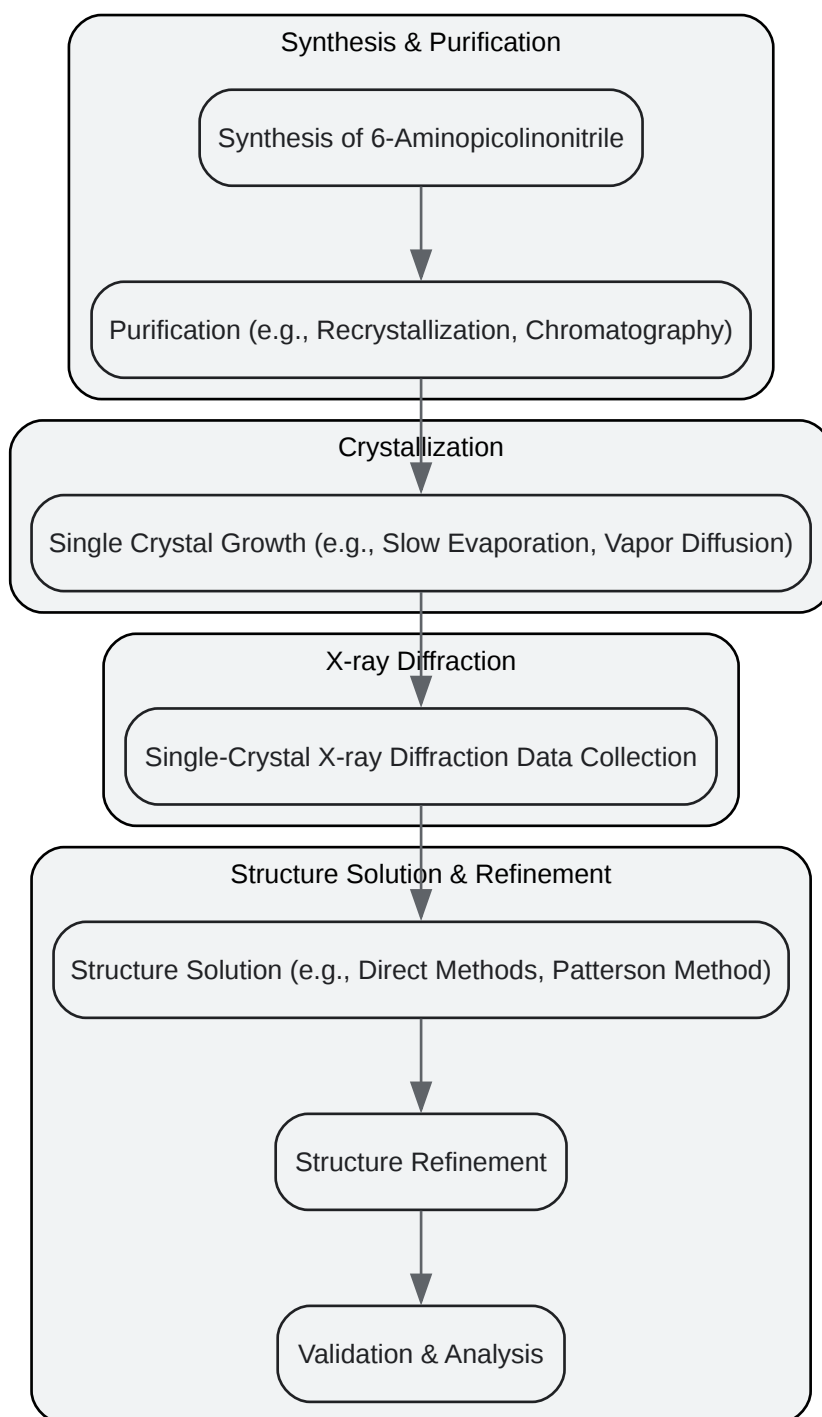 Synthesis & Purification
Synthesis of 6-Aminopicolinonitrile
Purification (e.g., Recrystallization, Chromatography)
Crystallization
Single Crystal Growth (e.g., Slow Evaporation, Vapor Diffusion)
X-ray Diffraction
Single-Crystal X-ray Diffraction Data Collection
Structure Solution & Refinement
Structure Solution (e.g., Direct Methods, Patterson Method)
Structure Refinement
Validation & Analysis